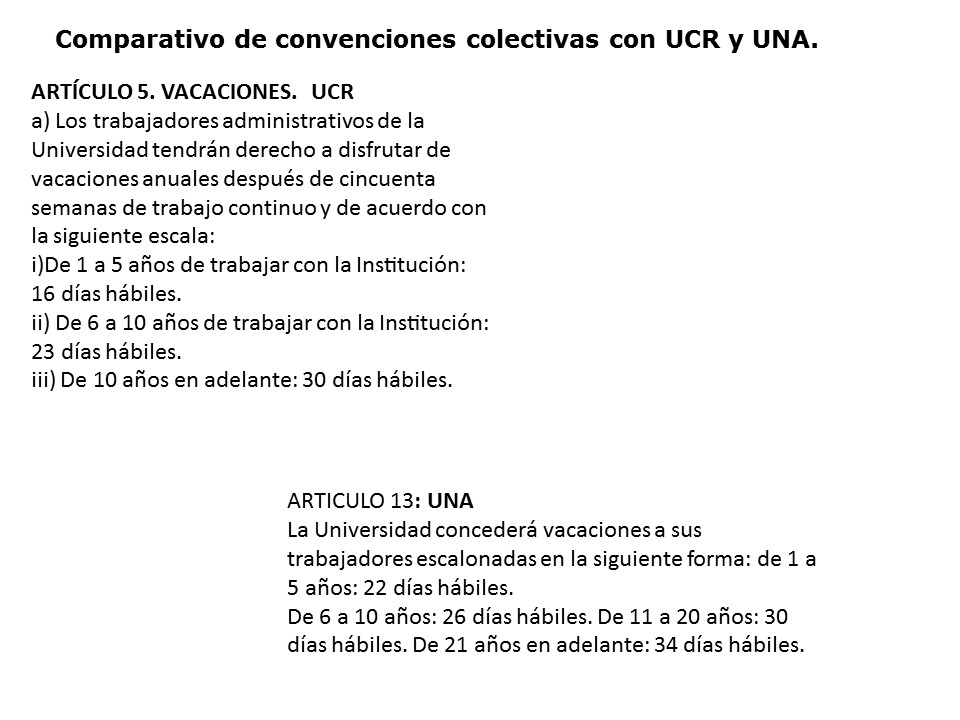 Comparativo de convenciones colectivas con UCR y UNA.
ARTÍCULO 5. VACACIONES. UCR
a) Los trabajadores administrativos de la
Universidad tendrán derecho a disfrutar de
vacaciones anuales después de cincuenta
semanas de trabajo continuo y de acuerdo con
la siguiente escala:
i)De 1 a 5 años de trabajar con la Institución:
16 días hábiles.
ii) De 6 a 10 años de trabajar con la Institución:
23 días hábiles.
iii) De 10 años en adelante: 30 días hábiles.
ARTICULO 13: UNA
La Universidad concederá vacaciones a sus
trabajadores escalonadas en la siguiente forma: de 1 a
5 años: 22 días hábiles.
De 6 a 10 años: 26 días hábiles. De 11 a 20 años: 30
días hábiles. De 21 años en adelante: 34 días hábiles.